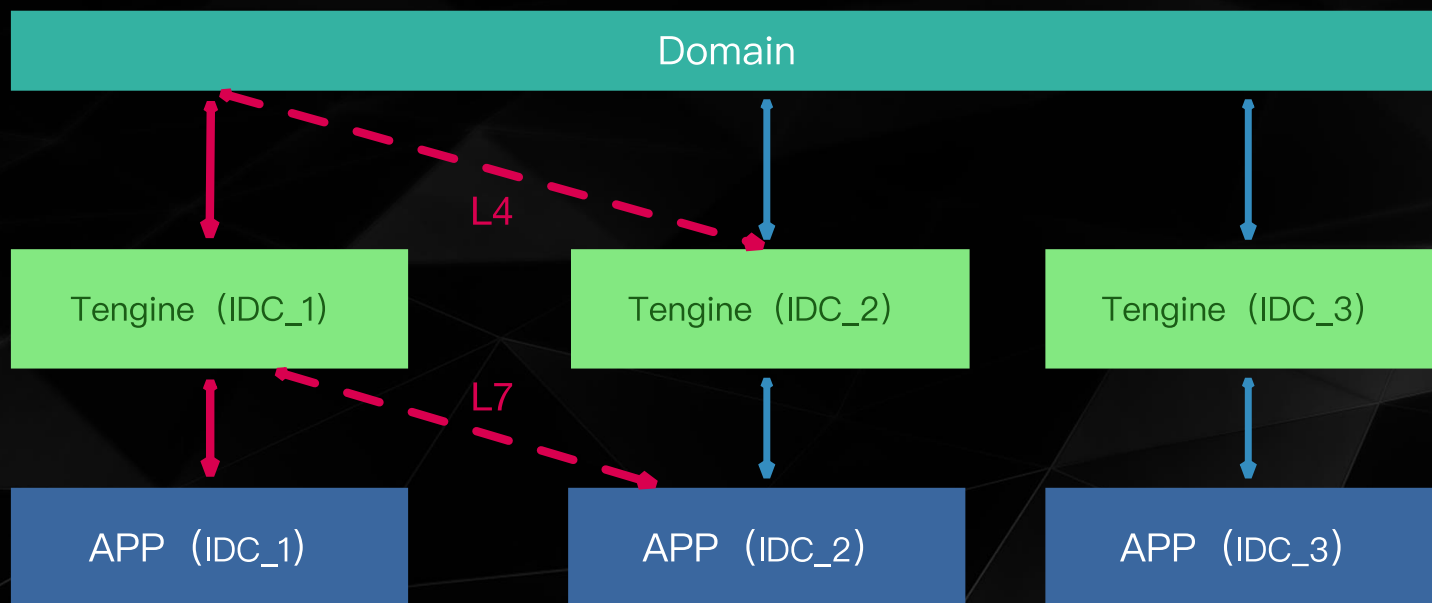 Domain
L4
Tengine（IDC_1）
Tengine（IDC_2）
Tengine（IDC_3）
L7
APP（IDC_1）
APP（IDC_2）
APP（IDC_3）